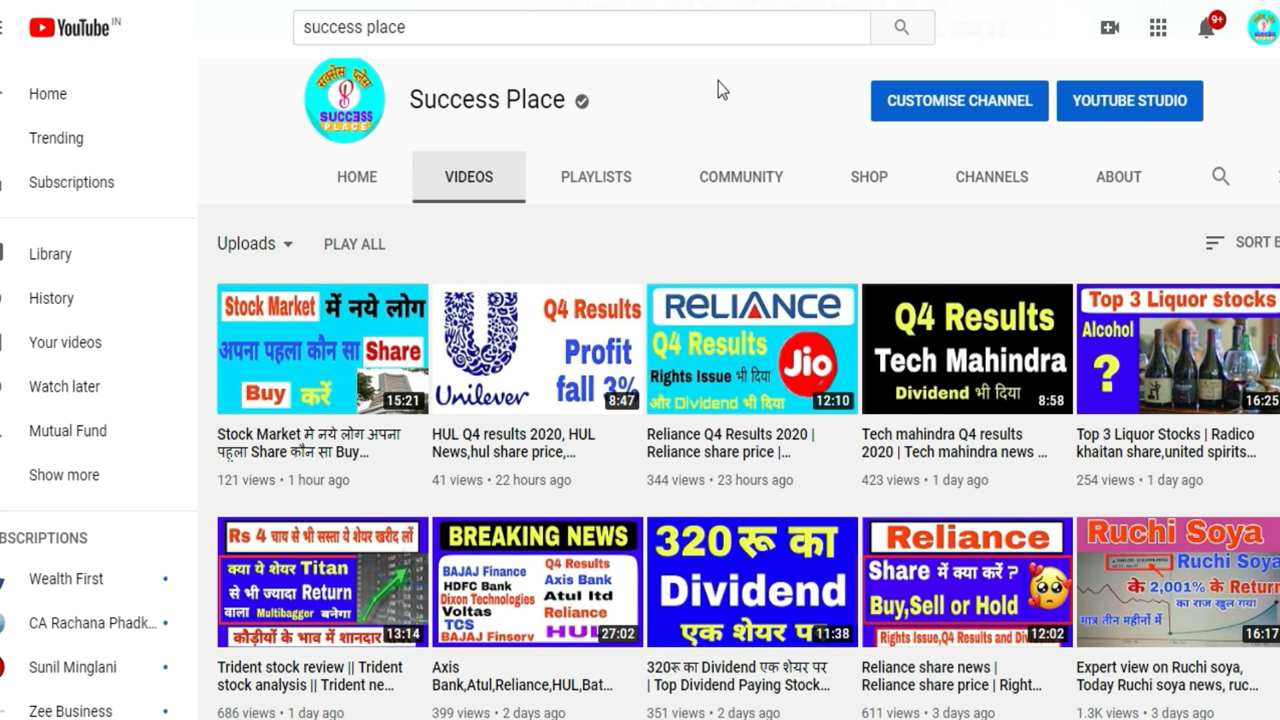 YouTube IN
success place
9+
सक्सेस प्लेस
SUCCESS
PLACE
Success Place
CUSTOMISE CHANNEL
YOUTUBE STUDIO
HOME
VIDEOS
PLAYLISTS
COMMUNITY
SHOP
CHANNELS
ABOUT
Home
Trending
Subscriptions
Library
History
Your videos
Watch later
Mutual Fund
Show more
BSCRIPTIONS
Wealth First
CA Rachana Phadk...
Sunil Minglani
Zee Business
Uploads
PLAY ALL
SORT B
Stock Market में नये लोग
अपना पहला कौन सा Share
Buy करें
15:21
Stock Market मे नये लोग अपना
पहला Share कौन सा Buy...
121 views • 1 hour ago
Q4 Results
Profit
fall 3%
Unilever
8:47
HUL Q4 results 2020, HUL
News,hul share price,...
41 views • 22 hours ago
RELIANCE
Q4 Results
Jio
Rights Issue भी दिया
और Dividend भी दिया
12:10
Reliance Q4 Results 2020 |
Reliance share price |...
344 views • 23 hours ago
Q4 Results
Tech Mahindra
Dividend भी दिया
8:58
Tech mahindra Q4 results
2020 | Tech mahindra news ...
423 views • 1 day ago
Top 3 Liquor stocks
Alcohol
?
16:25
Top 3 Liquor Stocks | Radico
khaitan share,united spirits...
254 views • 1 day ago
Rs 4 चाय से भी सस्ता ये शेयर खरीद लों
क्या ये शेयर Titan
से भी ज्यादा Return
वाला Multibagger बनेगा
कौडीयों के भाव में शानदार
13:14
Trident stock review || Trident
stock analysis || Trident ne...
686 views • 1 day ago
BREAKING NEWS
BAJAJ Finance
HDFC Bank
Dixon Technologies
Voltas
TCS
BAJAJ Finserv
Q4 Results
Axis Bank
Atul ltd
Reliance
HUL
27:02
Axis
Bank,Atul,Reliance,HUL,Bat...
399 views • 2 days ago
320रू का
Dividend
एक शेयर प
11:38
320रू का Dividend एक शेयर पर
| Top Dividend Paying Stock...
351 views • 2 days ago
Reliance
Share में क्या करें ?
Buy,Sell or Hold
Rights Issue,Q4 Results and Div
12:02
Reliance share news |
Reliance share price | Right...
611 views • 3 days ago
Ruchi Soya
Ruchi Soya
के 2,001% के Return
का राज खुल गया
मात्र तीन महीनों में
16:17
Expert view on Ruchi soya,
Today Ruchi soya news, ruc...
1.3K views • 3 days ago